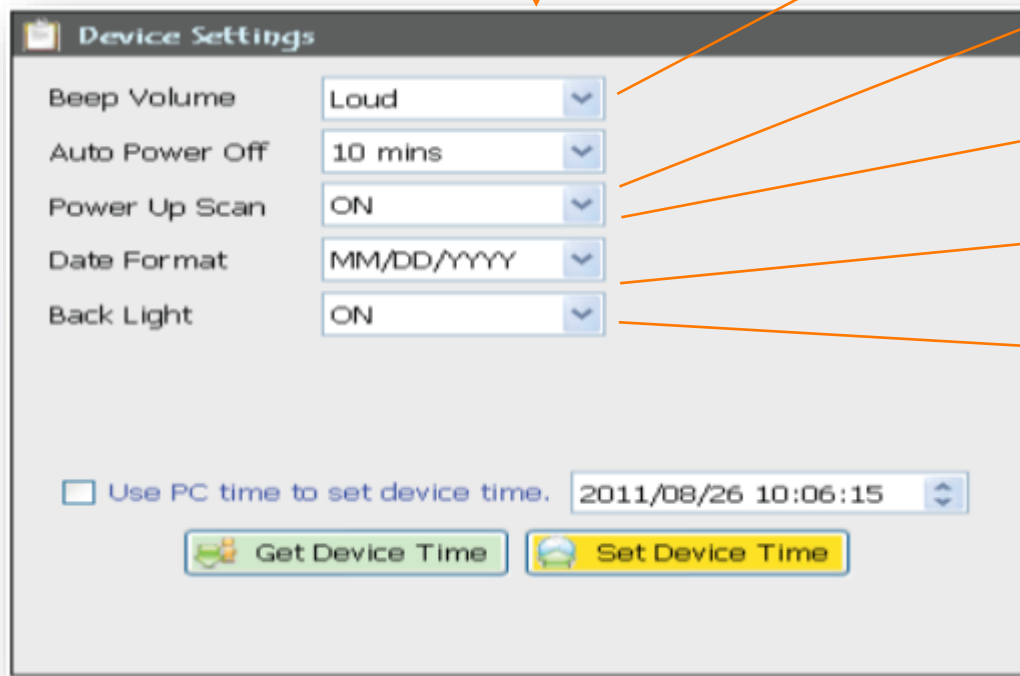 Device Settings
Beep Volume Loud
Auto Power Off 10 mins
Power Up Scan ON
Date Format MM/DD/YYYY
Back Light ON
Use PC time to set device time. 2011/08/26 10:06:15
Get Device Time Set Device Time